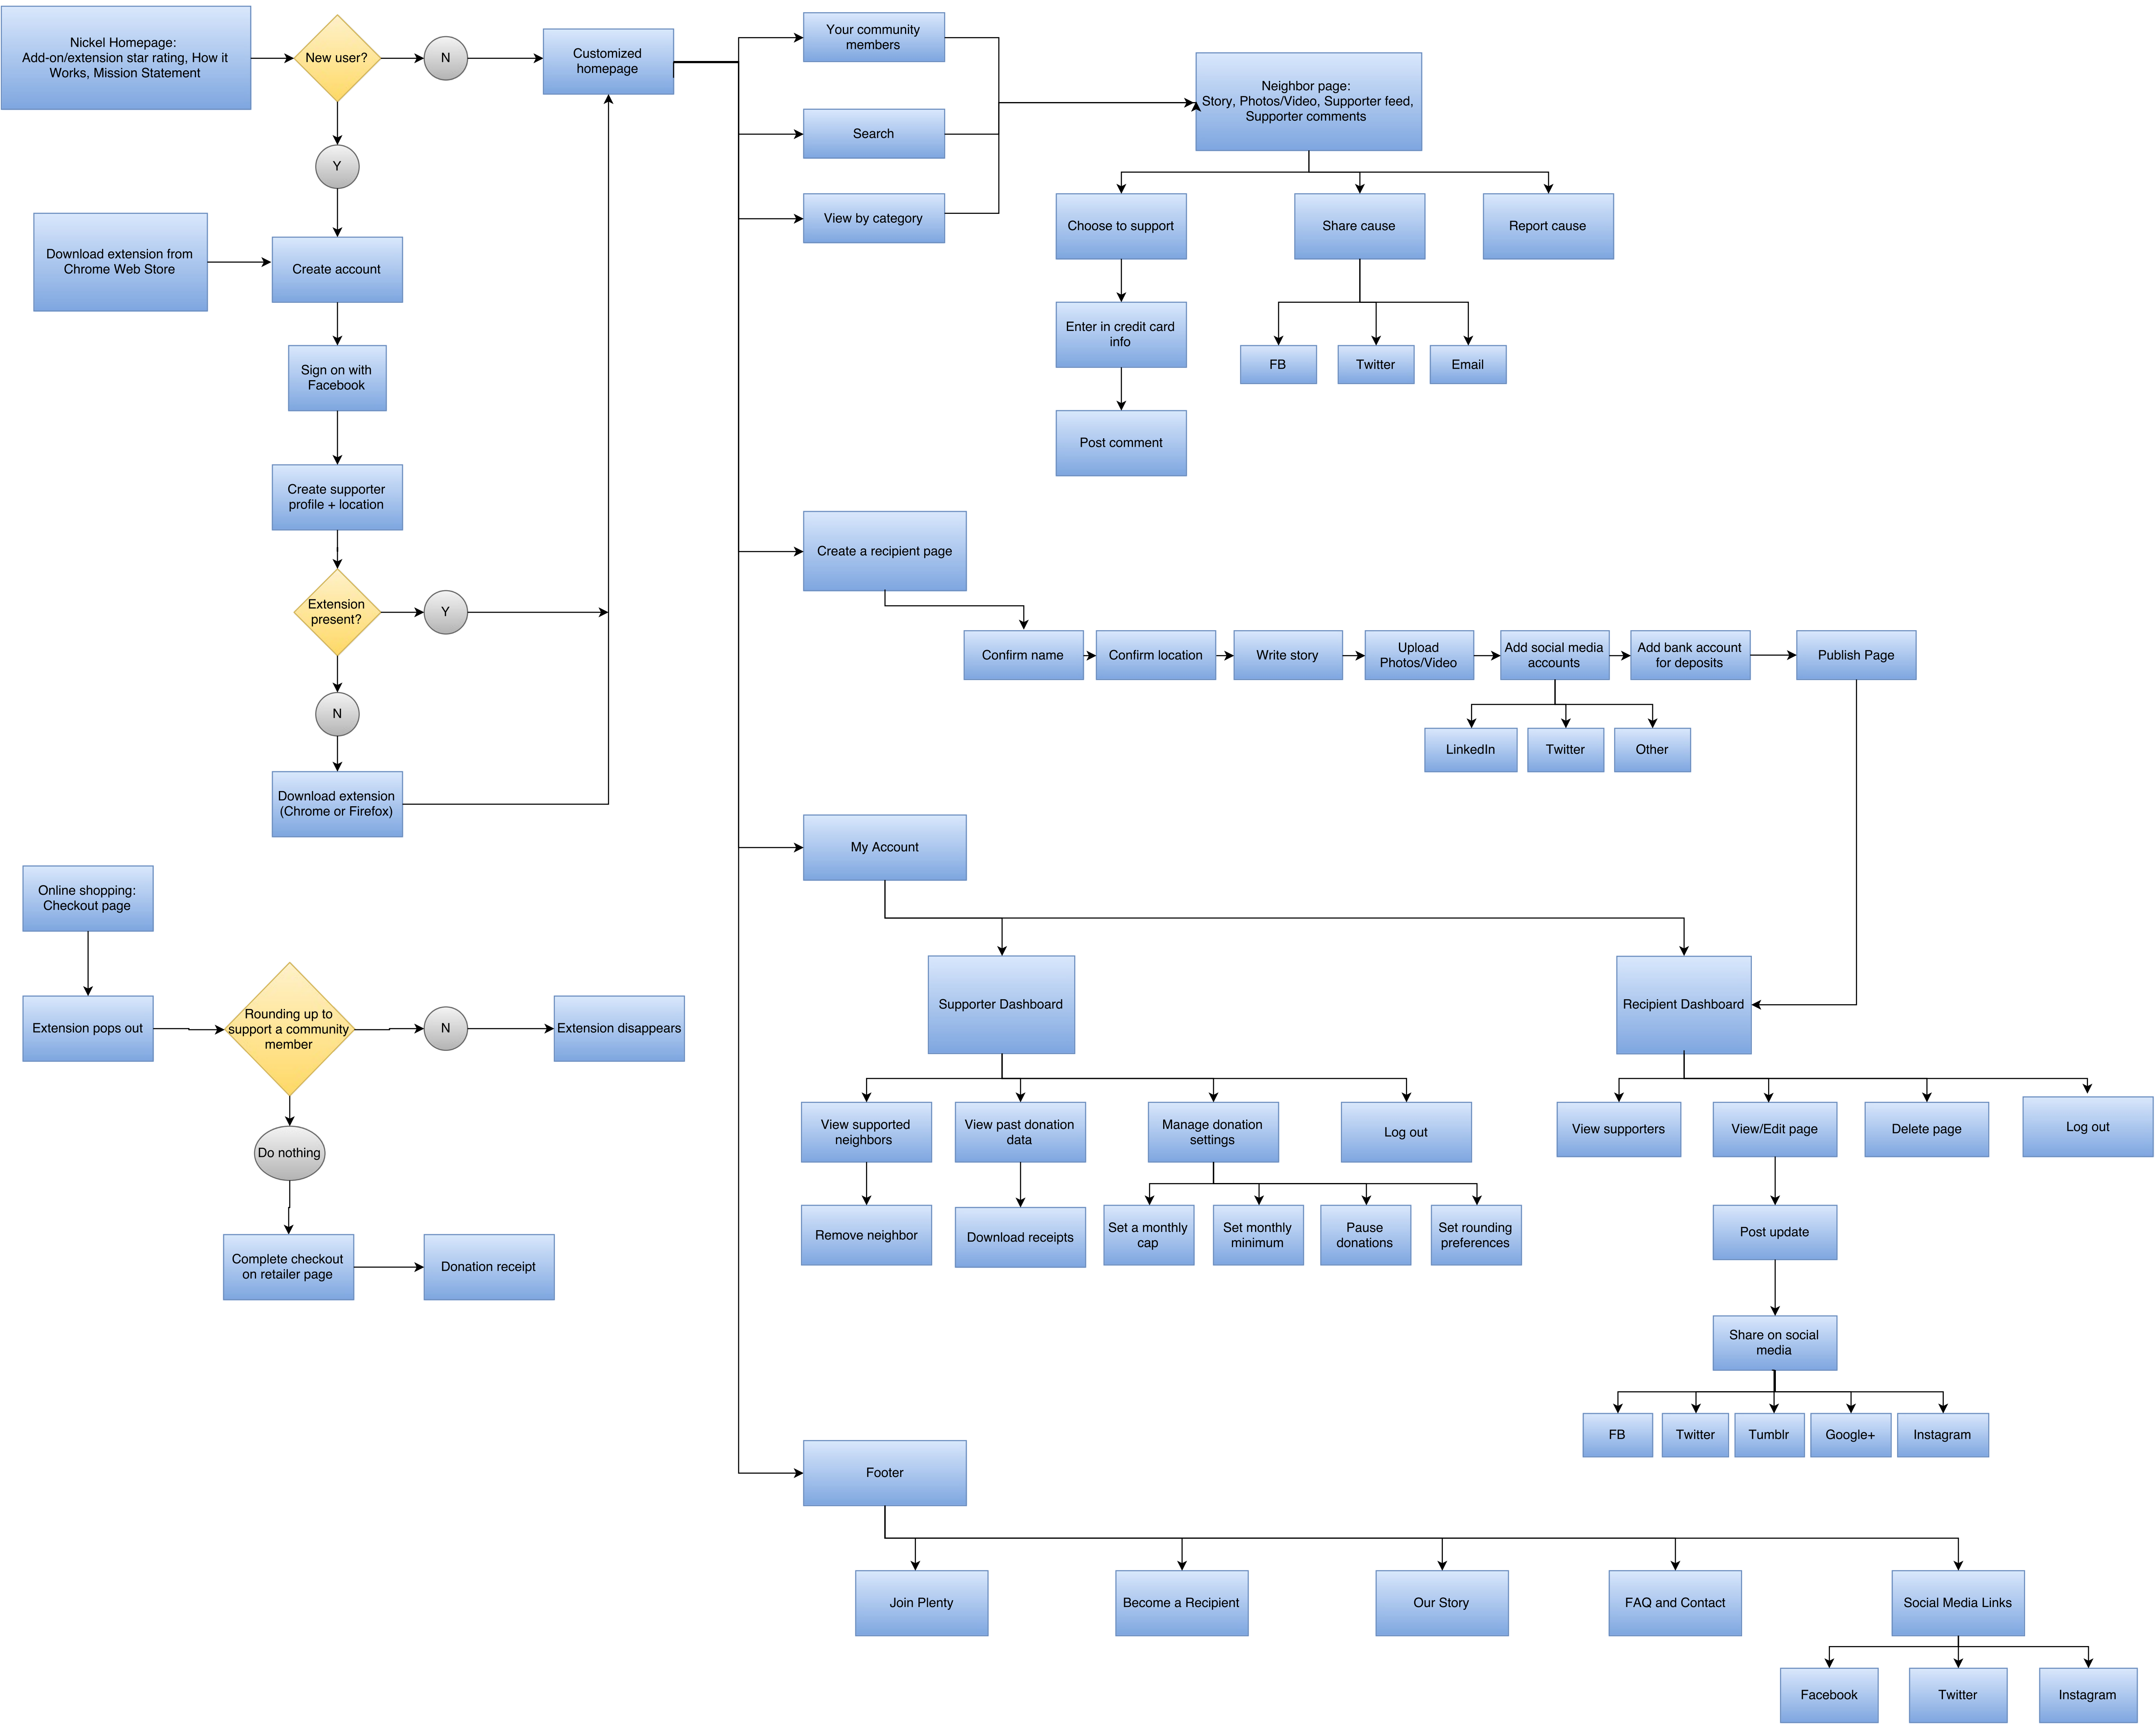 Nickel Homepage:
Add-on/extension star rating, How it
Works, Mission Statement
New user?
N
Customized
homepage
Y
Download extension from
Chrome Web Store
Create account
Sign on with
Facebook
Create supporter
profile + location
Extension
present?
Y
N
Download extension
(Chrome or Firefox)
Online shopping:
Checkout page
Extension pops out
Rounding up to
support a community
member
N
Extension disappears
Do nothing
Complete checkout
on retailer page
Donation receipt
Your community
members
Search
View by category
Neighbor page:
Story, Photos/Video, Supporter feed,
Supporter comments
Choose to support
Share cause
Report cause
Enter in credit card
info
FB
Twitter
Email
Post comment
Create a recipient page
Confirm name
Confirm location
Write story
Upload
Photos/Video
Add social media
accounts
Add bank account
for deposits
Publish Page
LinkedIn
Twitter
Other
My Account
Supporter Dashboard
Recipient Dashboard
View supported
neighbors
View past donation
data
Manage donation
settings
Log out
View supporters
View/Edit page
Delete page
Log out
Remove neighbor
Download receipts
Set a monthly
cap
Set monthly
minimum
Pause
donations
Set rounding
preferences
Post update
Share on social
media
FB
Twitter
Tumblr
Google+
Instagram
Footer
Join Plenty
Become a Recipient
Our Story
FAQ and Contact
Social Media Links
Facebook
Twitter
Instagram